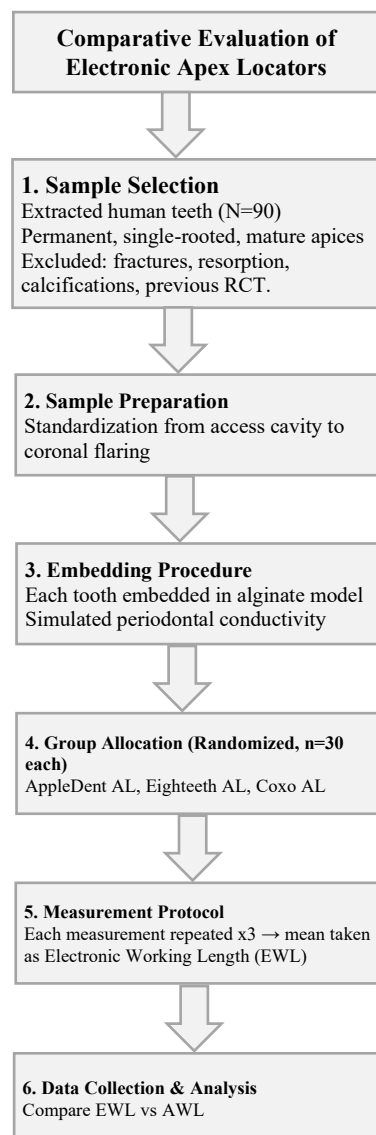 Comparative Evaluation of
Electronic Apex Locators
1. Sample Selection
Extracted human teeth (N=90)
Permanent, single-rooted, mature apices
Excluded: fractures, resorption,
calcifications, previous RCT.
2. Sample Preparation
Standardization from access cavity to
coronal flaring
3. Embedding Procedure
Each tooth embedded in alginate model
Simulated periodontal conductivity
4. Group Allocation (Randomized, n=30
each)
AppleDent AL, Eighteeth AL, Coxo AL
5. Measurement Protocol
Each measurement repeated x3 → mean taken
as Electronic Working Length (EWL)
6. Data Collection & Analysis
Compare EWL vs AWL